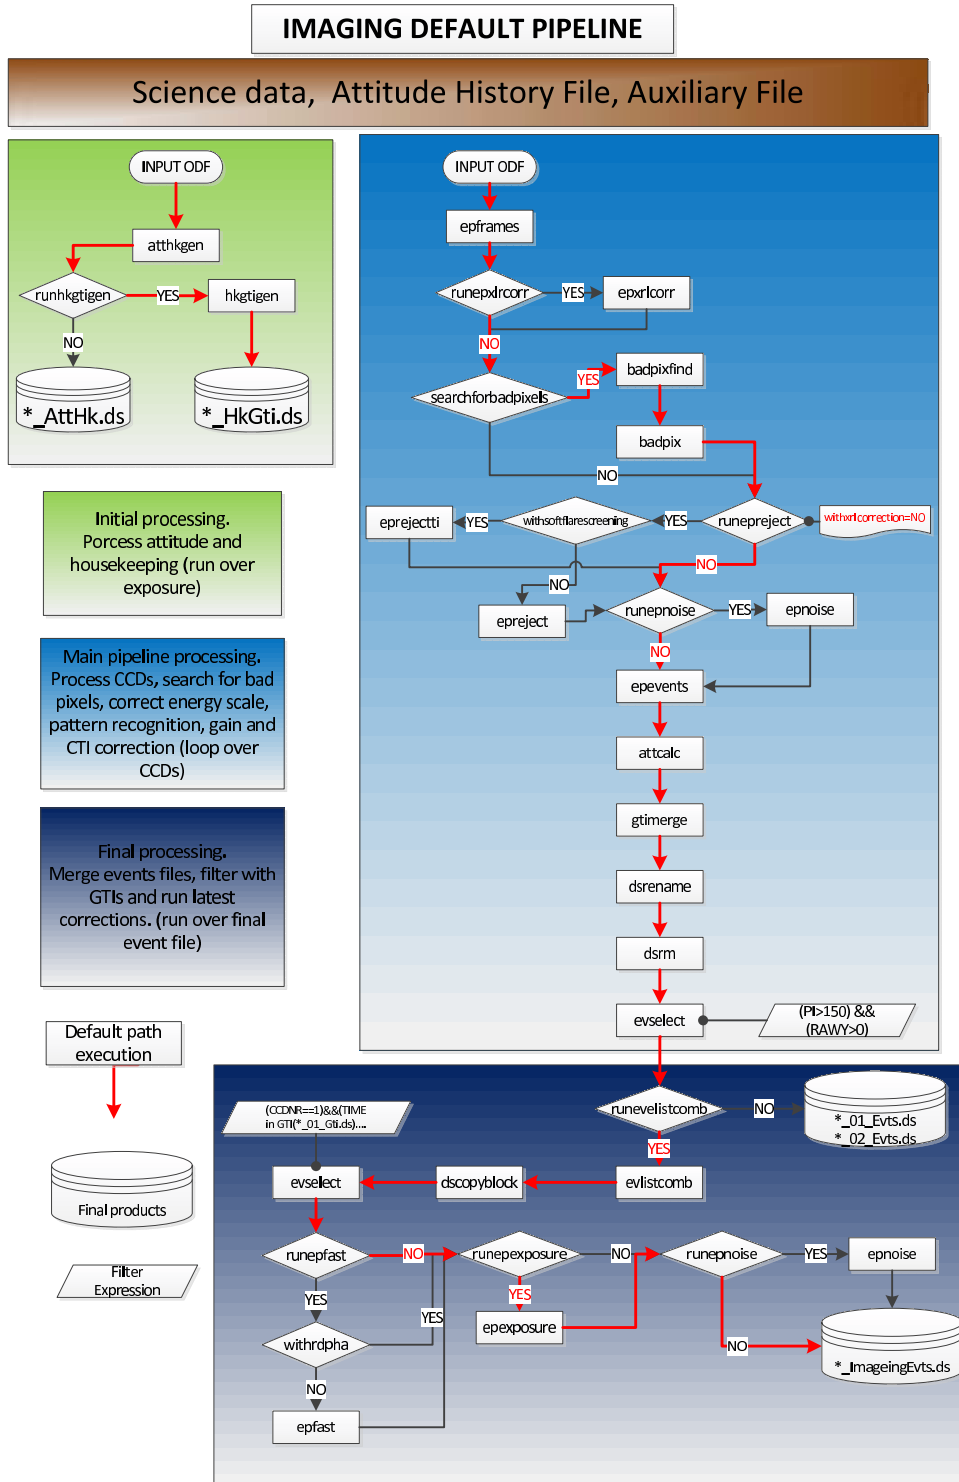 IMAGING DEFAULT PIPELINE
Science data, Attitude History File, Auxiliary File
INPUT ODF
atthkgen
runhkgtigen
YES
hkgtigen
NO
*_AttHk.ds
*_HkGti.ds
Initial processing.
Porcess attitude and
housekeeping (run over
exposure)
Main pipeline processing.
Process CCDs, search for bad
pixels, correct energy scale,
pattern recognition, gain and
CTI correction (loop over
CCDs)
Final processing.
Merge events files, filter with
GTIs and run latest
corrections. (run over final
event file)
Default path
execution
Final products
Filter
Expression
INPUT ODF
epframes
runepxlrcorr
YES
epxrlcorr
NO
searchforbadpixels
YES
badpixfind
badpix
NO
eprejectti
YES
withsoftflarescreening
YES
runepreject
withxrlcorrection=NO
NO
NO
epreject
runepnoise
YES
epnoise
NO
epevents
attcalc
gtimerge
dsrename
dsrm
evselect
(PI>150) &&
(RAWY>0)
(CCDNR==1)&&(TIME
in GTI(*_01_Gti.ds)....
runevelistcomb
NO
*_01_Evts.ds
*_02_Evts.ds
YES
evselect
dscopyblock
evlistcomb
runepfast
NO
runepexposure
NO
runepnoise
YES
epnoise
YES
YES
YES
epexposure
withrdpha
NO
*_ImageingEvts.ds
NO
epfast